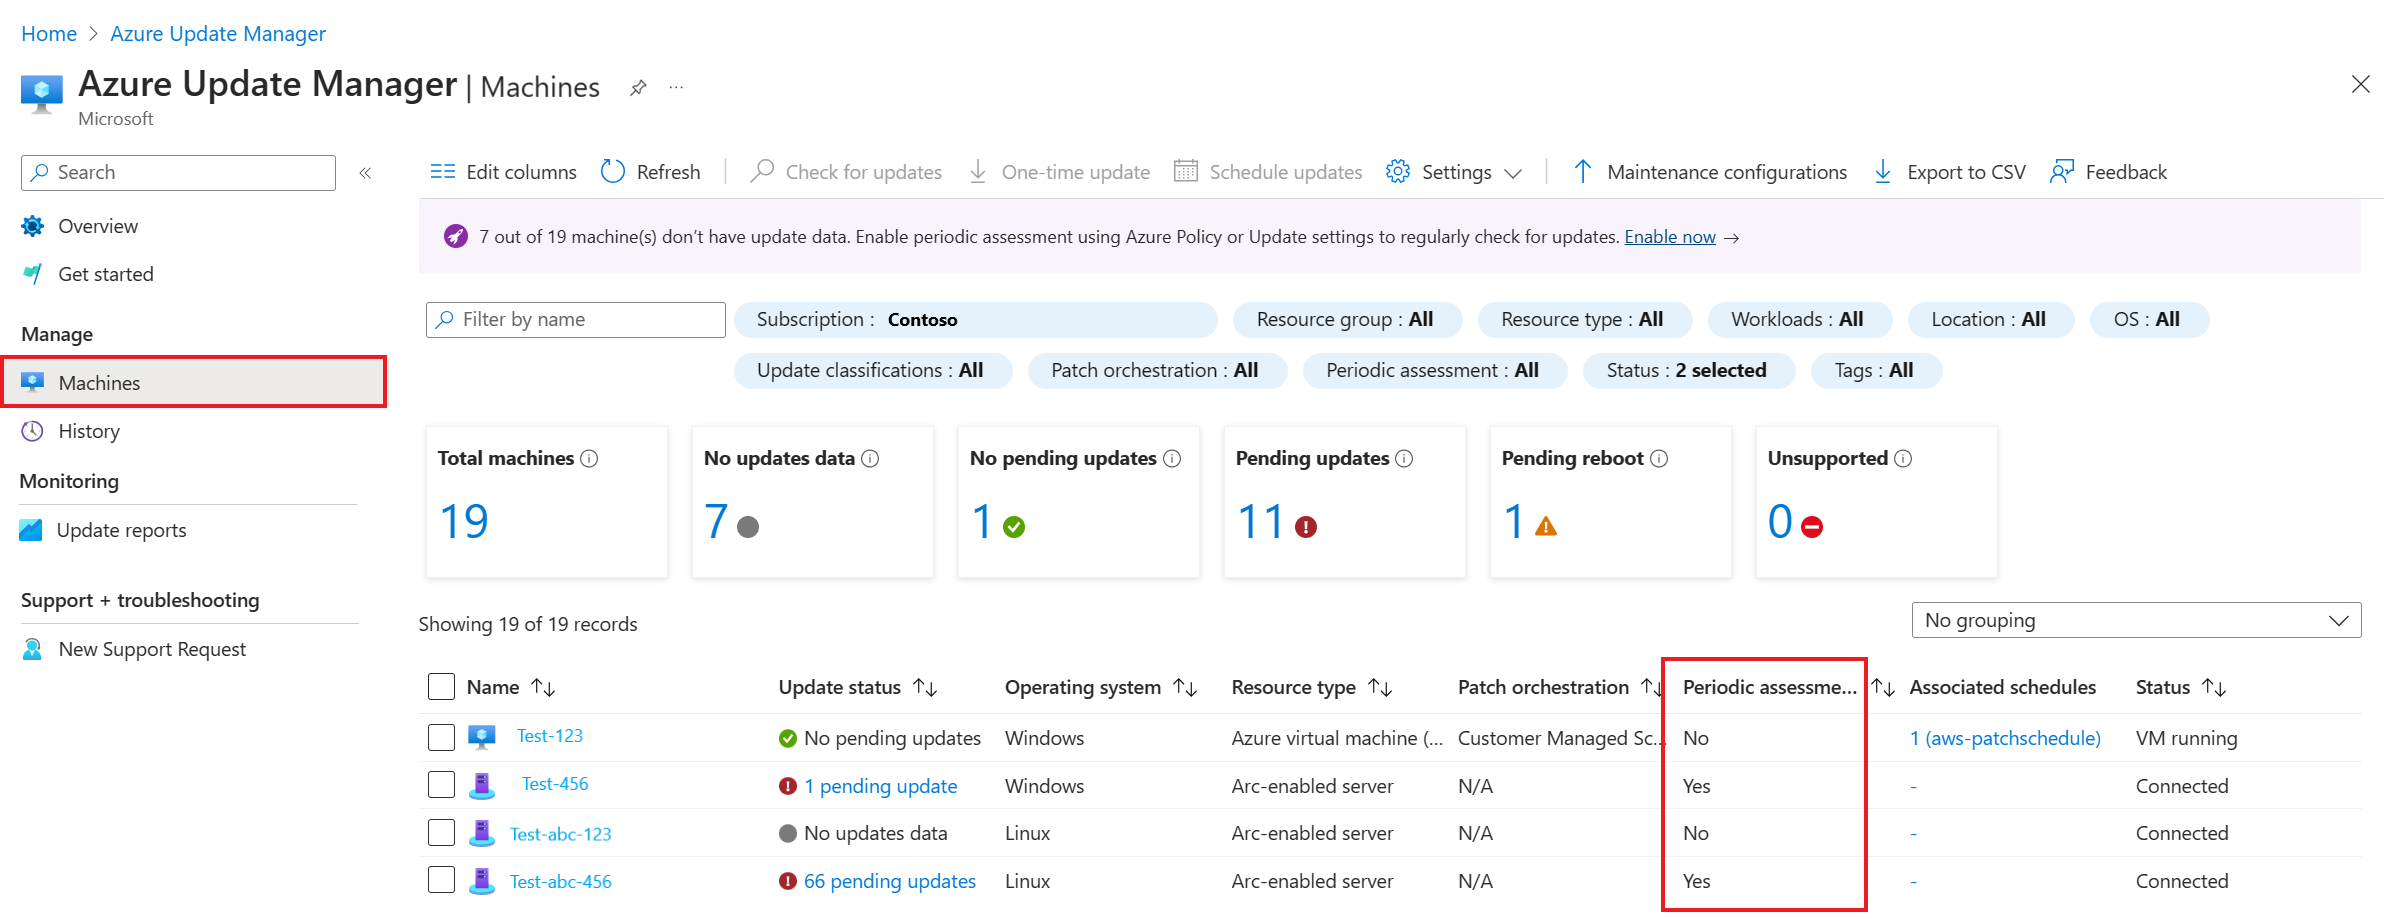 Home > Azure Update Manager
Azure Update Manager | Machines ...
Microsoft
Search «
Overview
Get started
Manage
Machines
History
Monitoring
Update reports
Support + troubleshooting
New Support Request
Edit columns Refresh Check for updates One-time update Schedule updates Settings Maintenance configurations Export to CSV Feedback
7 out of 19 machine(s) don't have update data. Enable periodic assessment using Azure Policy or Update settings to regularly check for updates. Enable now →
Filter by name Subscription : Contoso Resource group : All Resource type : All Workloads : All Location : All OS : All
Update classifications : All Patch orchestration : All Periodic assessment : All Status : 2 selected Tags : All
Total machines No updates data No pending updates Pending updates Pending reboot Unsupported
19 7 1 11 1 0
Showing 19 of 19 records No grouping
Name ↑↓ Update status ↑↓ Operating system ↑↓ Resource type ↑↓ Patch orchestration ↑↓ Periodic assessme... ↑↓ Associated schedules Status ↑↓
Test-123 No pending updates Windows Azure virtual machine (... Customer Managed Sc... No 1 (aws-patchschedule) VM running
Test-456 1 pending update Windows Arc-enabled server N/A Yes - Connected
Test-abc-123 No updates data Linux Arc-enabled server N/A No - Connected
Test-abc-456 66 pending updates Linux Arc-enabled server N/A Yes - Connected